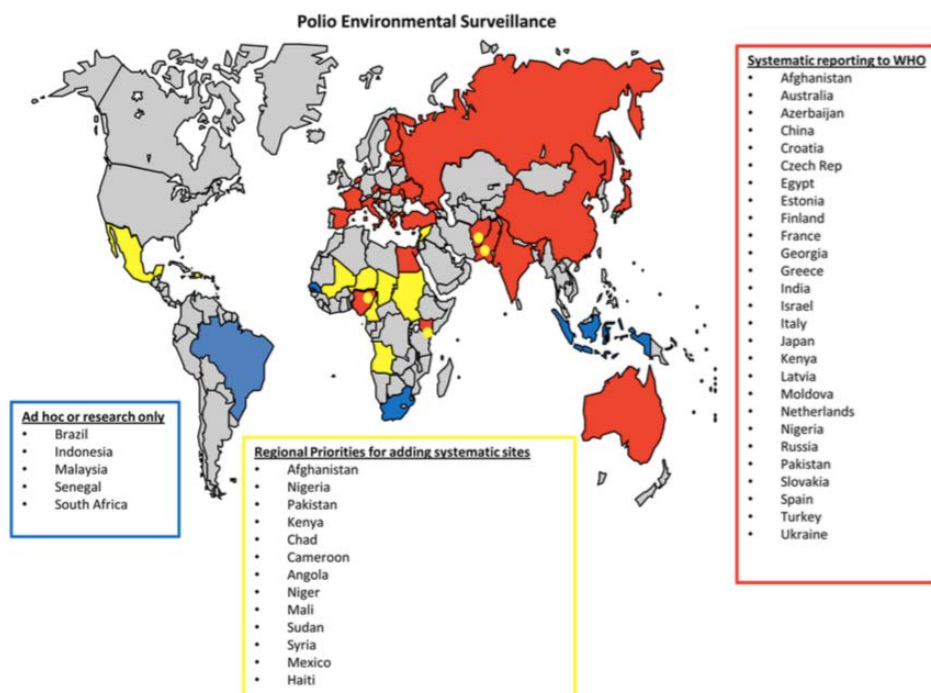 Polio Environmental Surveillance
Systematic reporting to WHO
• Afghanistan
• Australia
• Azerbaijan
• China
• Croatia
• Czech Rep
• Egypt
• Estonia
• Finland
• France
• Georgia
• Greece
• India
• Israel
• Italy
• Japan
• Kenya
• Latvia
• Moldova
• Netherlands
• Nigeria
• Russia
• Pakistan
• Slovakia
• Spain
• Turkey
• Ukraine
Ad hoc or research only
• Brazil
• Indonesia
• Malaysia
• Senegal
• South Africa
Regional Priorities for adding systematic sites
• Afghanistan
• Nigeria
• Pakistan
• Kenya
• Chad
• Cameroon
• Angola
• Niger
• Mali
• Sudan
• Syria
• Mexico
• Haiti